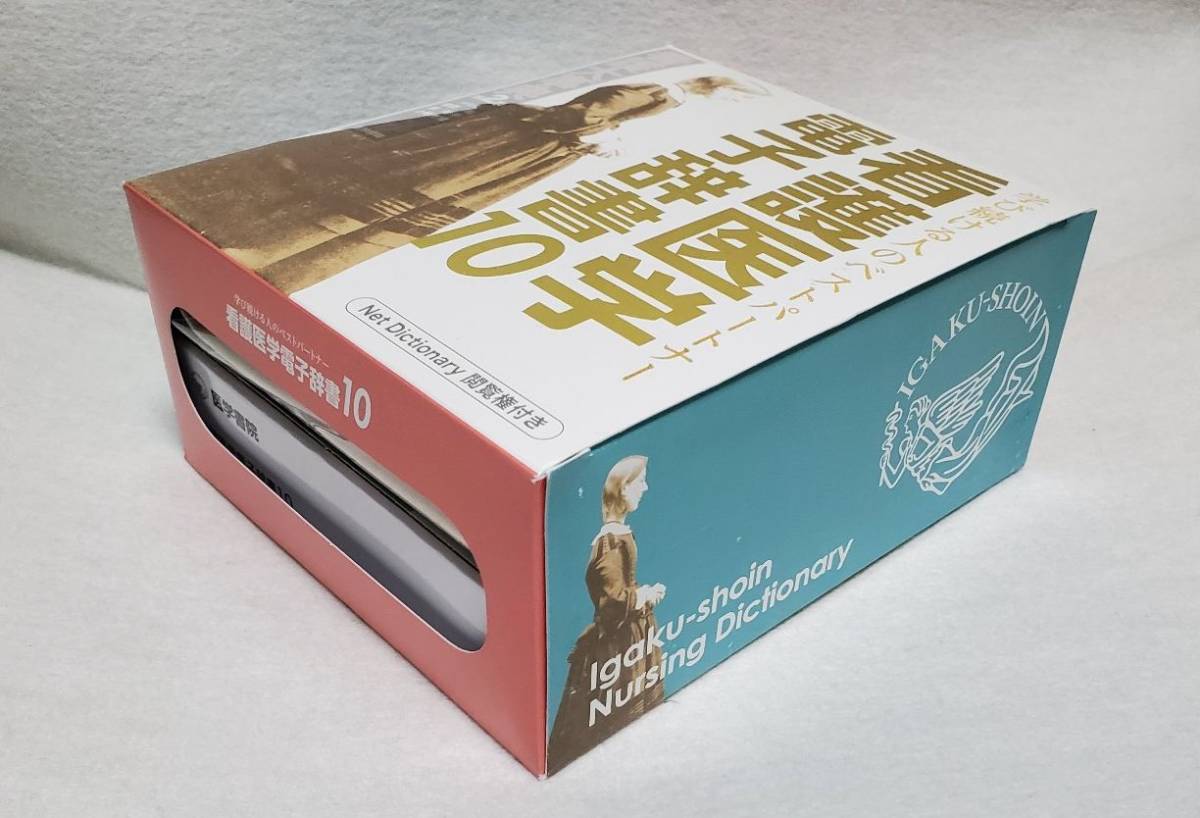 学び続ける人のベストパートナー
看護医学
電子辞書10
Net Dictionary 閲覧権付き
学び続ける人のベストパートナー
看護医学電子辞書10
医学書院
IGAKU-SHOIN
Igaku-shoin
Nursing Dictionary